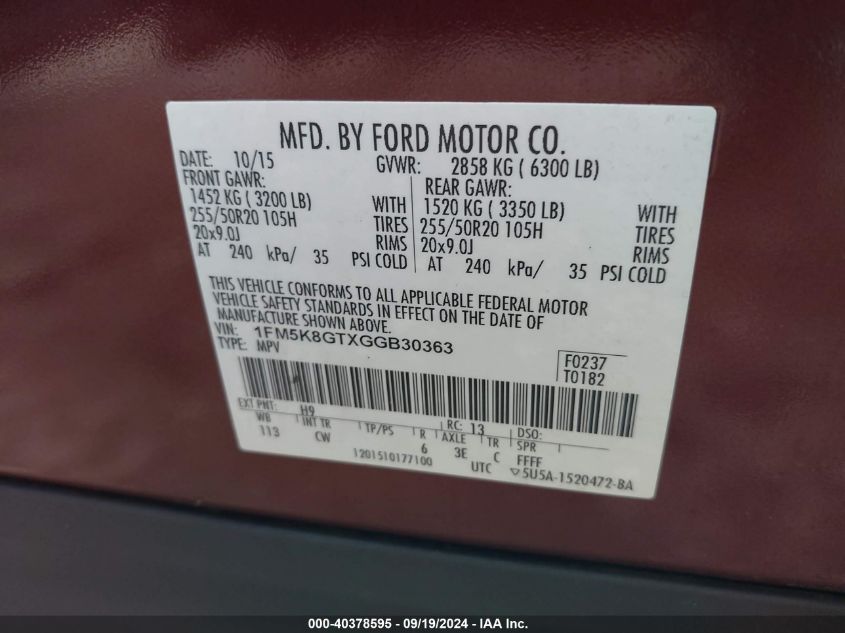 MFD. BY FORD MOTOR CO.
DATE: 10/15 GVWR: 2858 KG ( 6300 LB)
FRONT GAWR: REAR GAWR:
1452 KG ( 3200 LB) WITH 1520 KG ( 3350 LB) WITH
255/50R20 105H TIRES 255/50R20 105H TIRES
20x9.0J RIMS 20x9.0J RIMS
AT 240 kPa/ 35 PSI COLD AT 240 kPa/ 35 PSI COLD
THIS VEHICLE CONFORMS TO ALL APPLICABLE FEDERAL MOTOR
VEHICLE SAFETY STANDARDS IN EFFECT ON THE DATE OF
MANUFACTURE SHOWN ABOVE.
VIN: 1FM5K8GTXGGB30363
TYPE: MPV
F0237
T0182
EXT PNT: H9 RC: 13 DSO:
WB INT TR TP/PS R AXLE TR SPR
113 CW 6 3E C FFFF
1201510177100 UTC ▽5U5A-1520472-BA
000-40378595 - 09/19/2024 - IAA Inc.